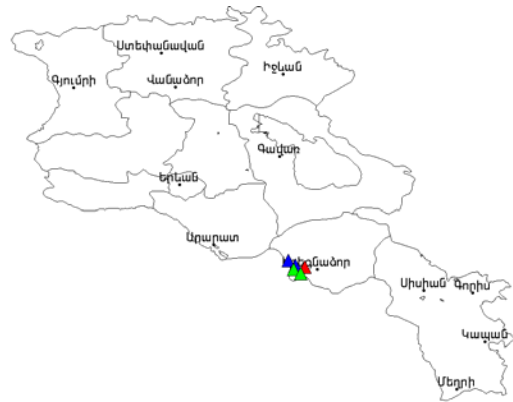 Ստեփանավան
Իջևան
Գյումրի
Վանաձոր
Գավառ
Երևան
Արարատ
Սիսիան
Գորիս
Կապան
Մեղրի